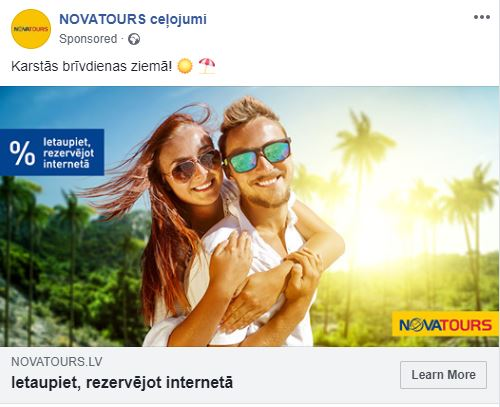 NOVATOURS
NOVATOURS ceļojumi
Sponsored ·
Karstās brīvdienas ziemā! ☀️ ⛱️
%
Ietaupiet,
rezervējot
internetā
NOVATOURS
NOVATOURS.LV
Ietaupiet, rezervējot internetā
Learn More